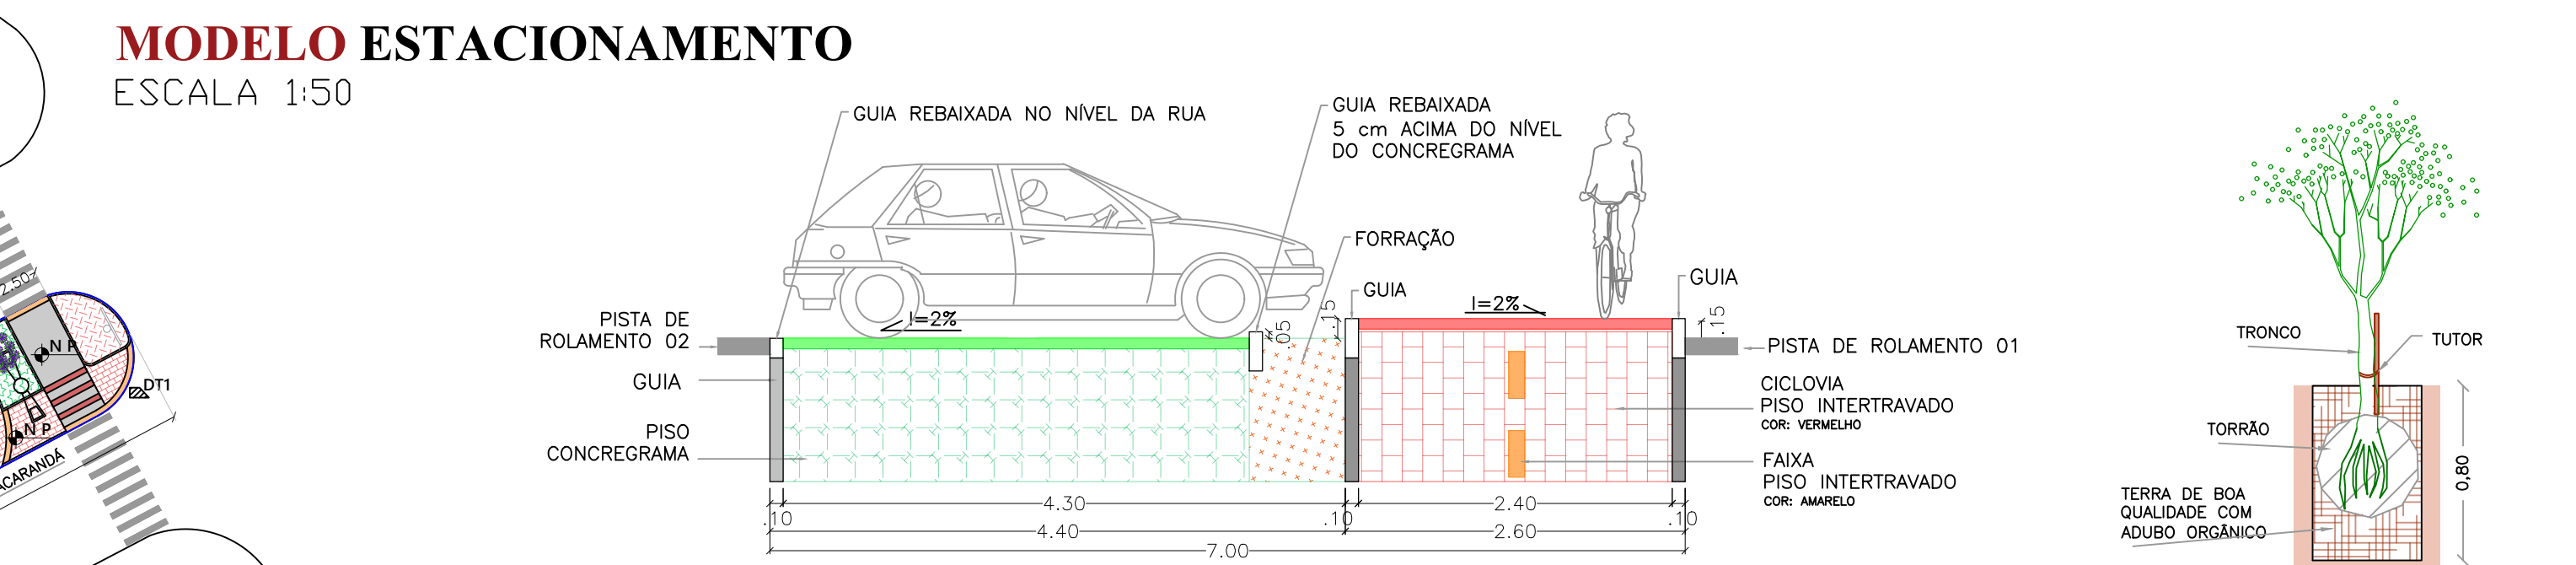 MODELO ESTACIONAMENTO
ESCALA 1:50
GUIA REBAIXADA NO NÍVEL DA RUA
GUIA REBAIXADA
5 cm ACIMA DO NÍVEL
DO CONCREGRAMA
FORRAÇÃO
GUIA
GUIA
I=2%
I=2%
.15
.05
.15
PISTA DE
ROLAMENTO 02
GUIA
PISO
CONCREGRAMA
PISTA DE ROLAMENTO 01
CICLOVIA
PISO INTERTRAVADO
COR: VERMELHO
FAIXA
PISO INTERTRAVADO
COR: AMARELO
4.30
2.40
.10
.10
.10
4.40
2.60
7.00
2.50
N P
DT1
N P
ACARANDÁ
TRONCO
TUTOR
TORRÃO
0,80
TERRA DE BOA
QUALIDADE COM
ADUBO ORGÂNICO